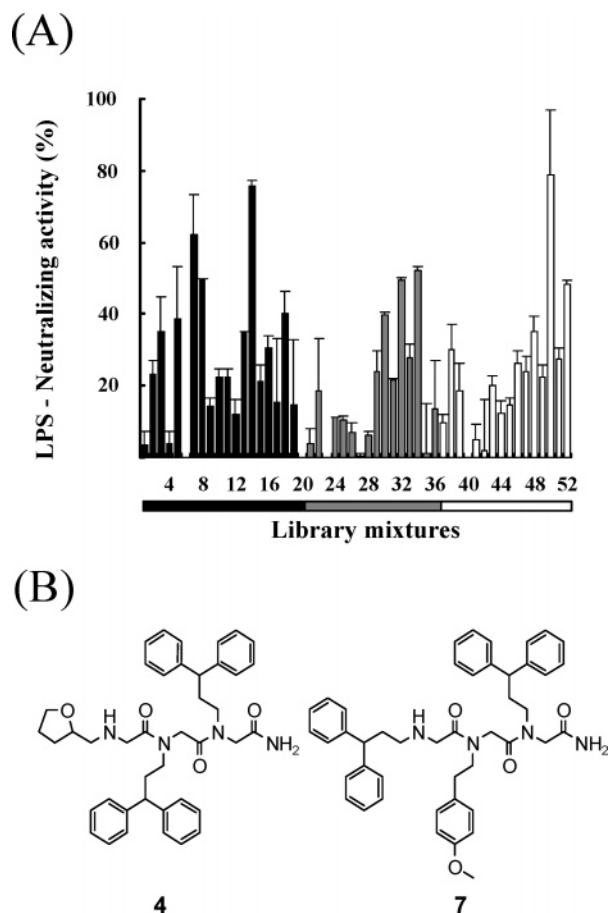 (A)
LPS - Neutralizing activity (%)
100
80
60
40
20
4 8 12 16 20 24 28 32 36 40 44 48 52
Library mixtures
(B)
O H N O N O N O NH2
4
H N O N O N O NH2 O
7